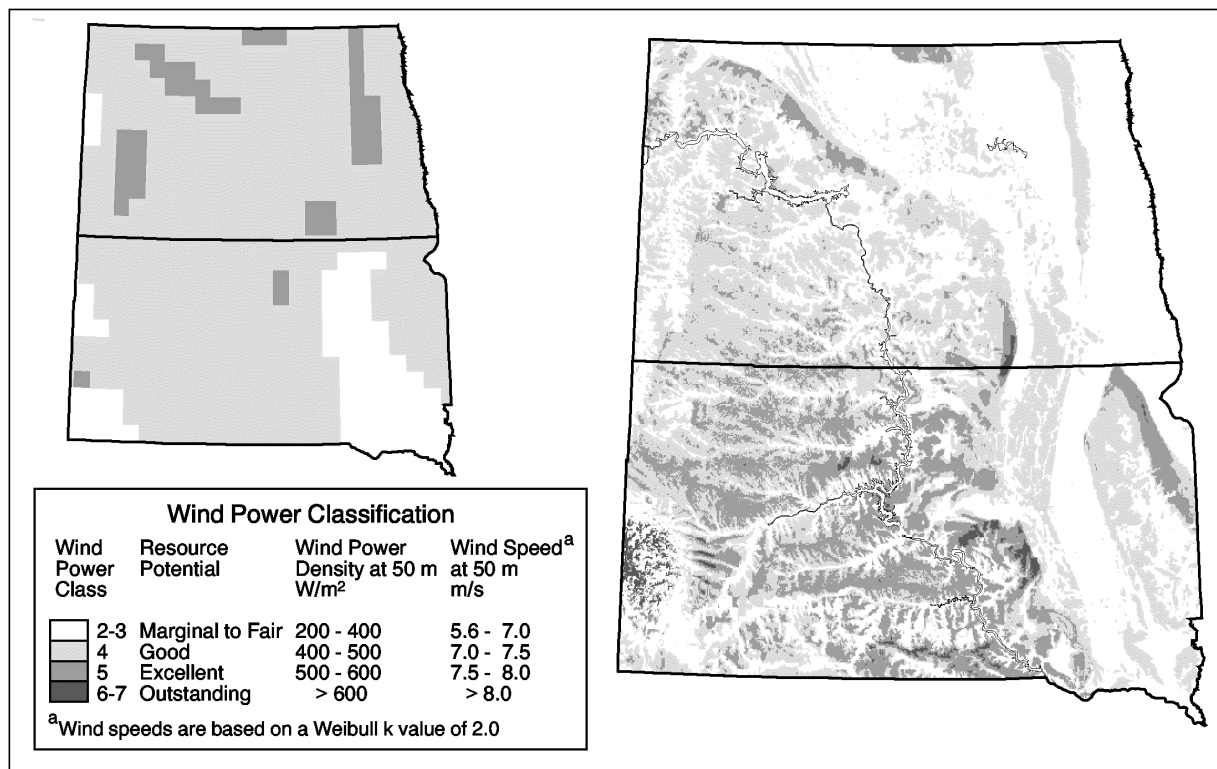 Wind Power Classification
Wind Power Class Resource Potential Wind Power Density at 50 m W/m² Wind Speedᵃ at 50 m m/s
2-3 Marginal to Fair 200 - 400 5.6 - 7.0
4 Good 400 - 500 7.0 - 7.5
5 Excellent 500 - 600 7.5 - 8.0
6-7 Outstanding > 600 > 8.0
ᵃWind speeds are based on a Weibull k value of 2.0